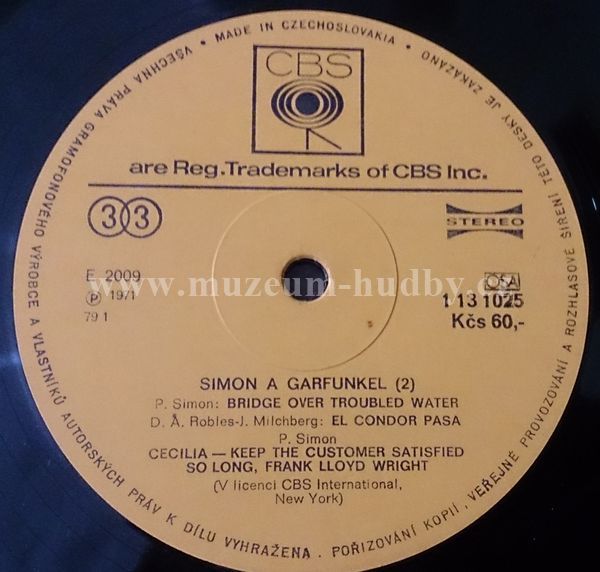 VŠECHNA PRÁVA GRAMOFONOVÉHO VÝROBCE A VLASTNÍKŮ AUTORSKÝCH PRÁV K DÍLU VYHRAŽENA . POŘIZOVÁNÍ KOPIÍ, VEŘEJNÉ PROVOZOVÁNÍ A ROZHLASOVÉ ŠÍŘENÍ TÉTO DESKY JE ZAKÁZÁNO • MADE IN CZECHOSLOVAKIA •
CBS
are Reg.Trademarks of CBS Inc.
33
STEREO
www.muzeum-hudby.cz
E 2009
Ⓟ 1971
79 1
OSA
1 13 1025
Kčs 60,-
SIMON A GARFUNKEL (2)
P. Simon: BRIDGE OVER TROUBLED WATER
D. Å. Robles-J. Milchberg: EL CONDOR PASA
P. Simon
CECILIA — KEEP THE CUSTOMER SATISFIED
SO LONG, FRANK LLOYD WRIGHT
(V licenci CBS International,
New York)